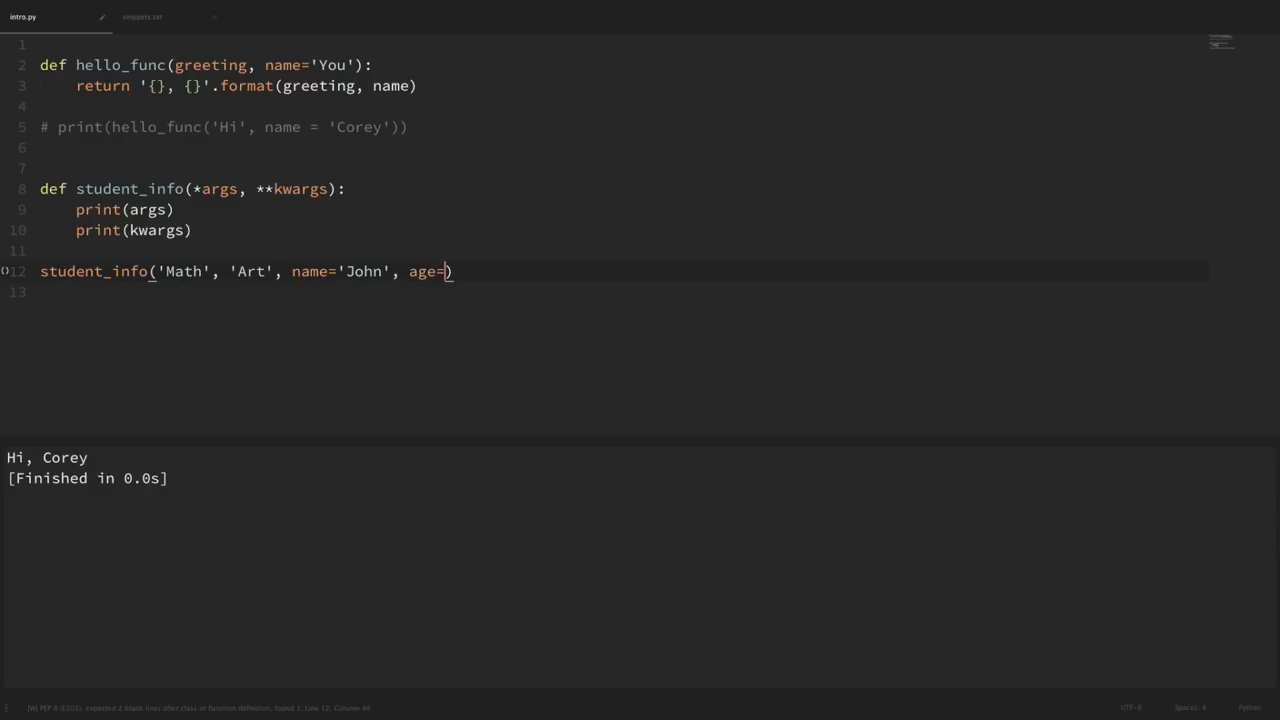 intro.py
snippets.txt
1
2 def hello_func(greeting, name='You'):
3 return '{}, {}'.format(greeting, name)
4
5 # print(hello_func('Hi', name = 'Corey'))
6
7
8 def student_info(*args, **kwargs):
9 print(args)
10 print(kwargs)
11
12 student_info('Math', 'Art', name='John', age=)
13
Hi, Corey
[Finished in 0.0s]
[W] PEP 8 (E305): expected 2 blank lines after class or function definition, found 1, Line 12, Column 46
UTF-8
Spaces: 4
Python